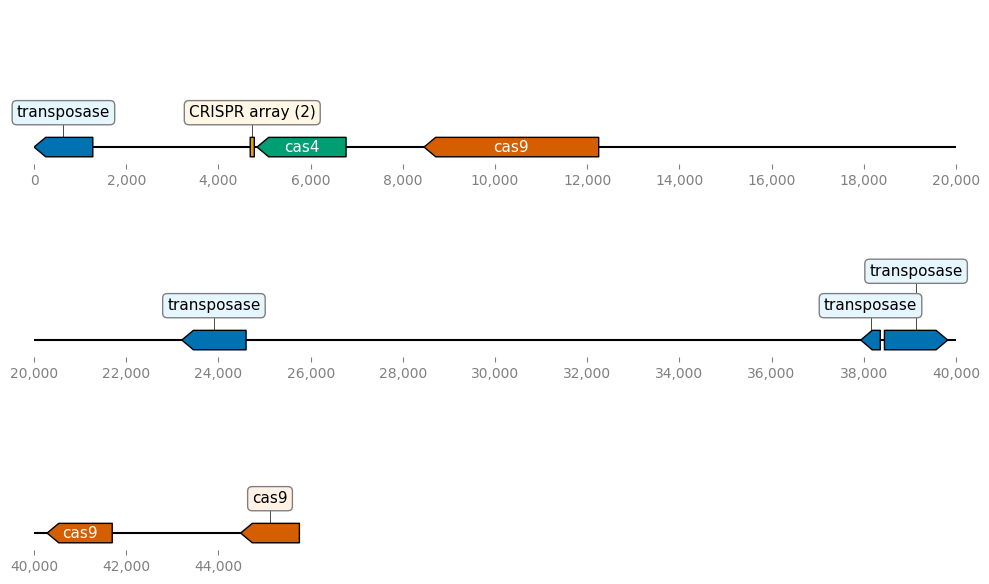 transposase CRISPR array (2)
cas4 cas9
0 2,000 4,000 6,000 8,000 10,000 12,000 14,000 16,000 18,000 20,000
transposase
transposase transposase
20,000 22,000 24,000 26,000 28,000 30,000 32,000 34,000 36,000 38,000 40,000
cas9
cas9
40,000 42,000 44,000